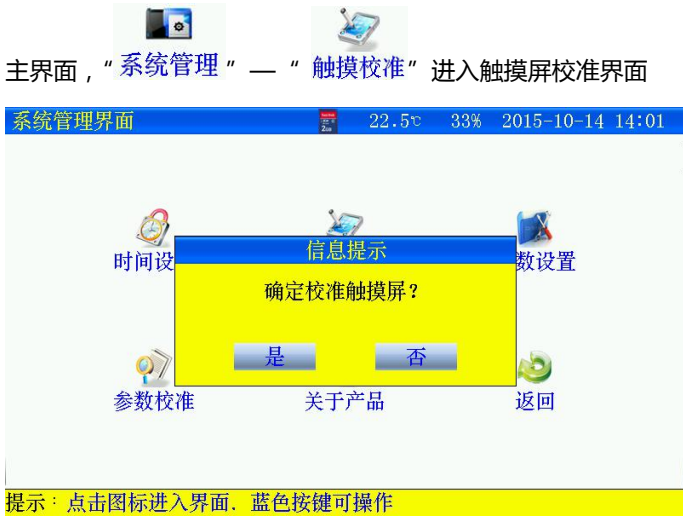 主界面，“系统管理”—“触摸校准”进入触摸屏校准界面
系统管理界面 22.5℃ 33% 2015-10-14 14:01
时间设 数设置
信息提示
确定校准触摸屏？
是 否
参数校准 关于产品 返回
提示：点击图标进入界面．蓝色按键可操作